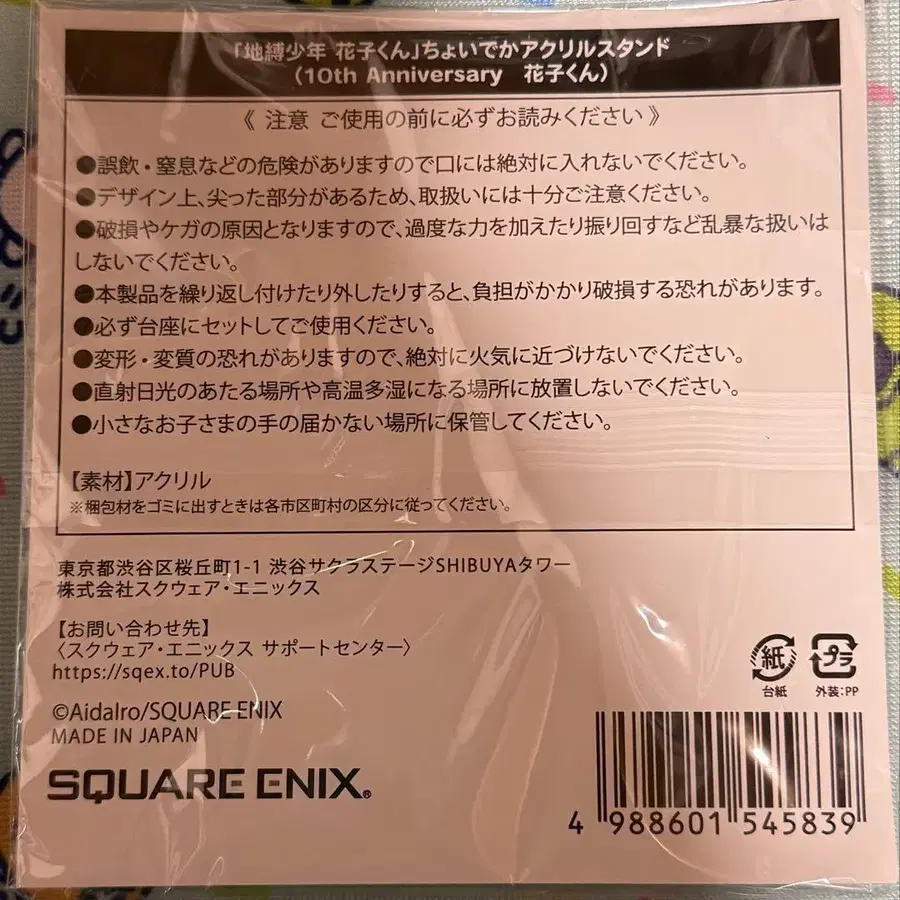 「地縛少年 花子くん」ちょいでかアクリルスタンド
（10th Anniversary　花子くん）
《 注意 ご使用の前に必ずお読みください 》
●誤飲・窒息などの危険がありますので口には絶対に入れないでください。
●デザイン上、尖った部分があるため、取扱いには十分ご注意ください。
●破損やケガの原因となりますので、過度な力を加えたり振り回すなど乱暴な扱いは
しないでください。
●本製品を繰り返し付けたり外したりすると、負担がかかり破損する恐れがあります。
●必ず台座にセットしてご使用ください。
●変形・変質の恐れがありますので、絶対に火気に近づけないでください。
●直射日光のあたる場所や高温多湿になる場所に放置しないでください。
●小さなお子さまの手の届かない場所に保管してください。
【素材】アクリル
※梱包材をゴミに出すときは各市区町村の区分に従ってください。
東京都渋谷区桜丘町1-1 渋谷サクラステージSHIBUYAタワー
株式会社スクウェア・エニックス
【お問い合わせ先】
〈スクウェア・エニックス サポートセンター〉
https://sqex.to/PUB
紙
台紙
プラ
外装:PP
©AidaIro/SQUARE ENIX
MADE IN JAPAN
SQUARE ENIX®
4 988601 545839